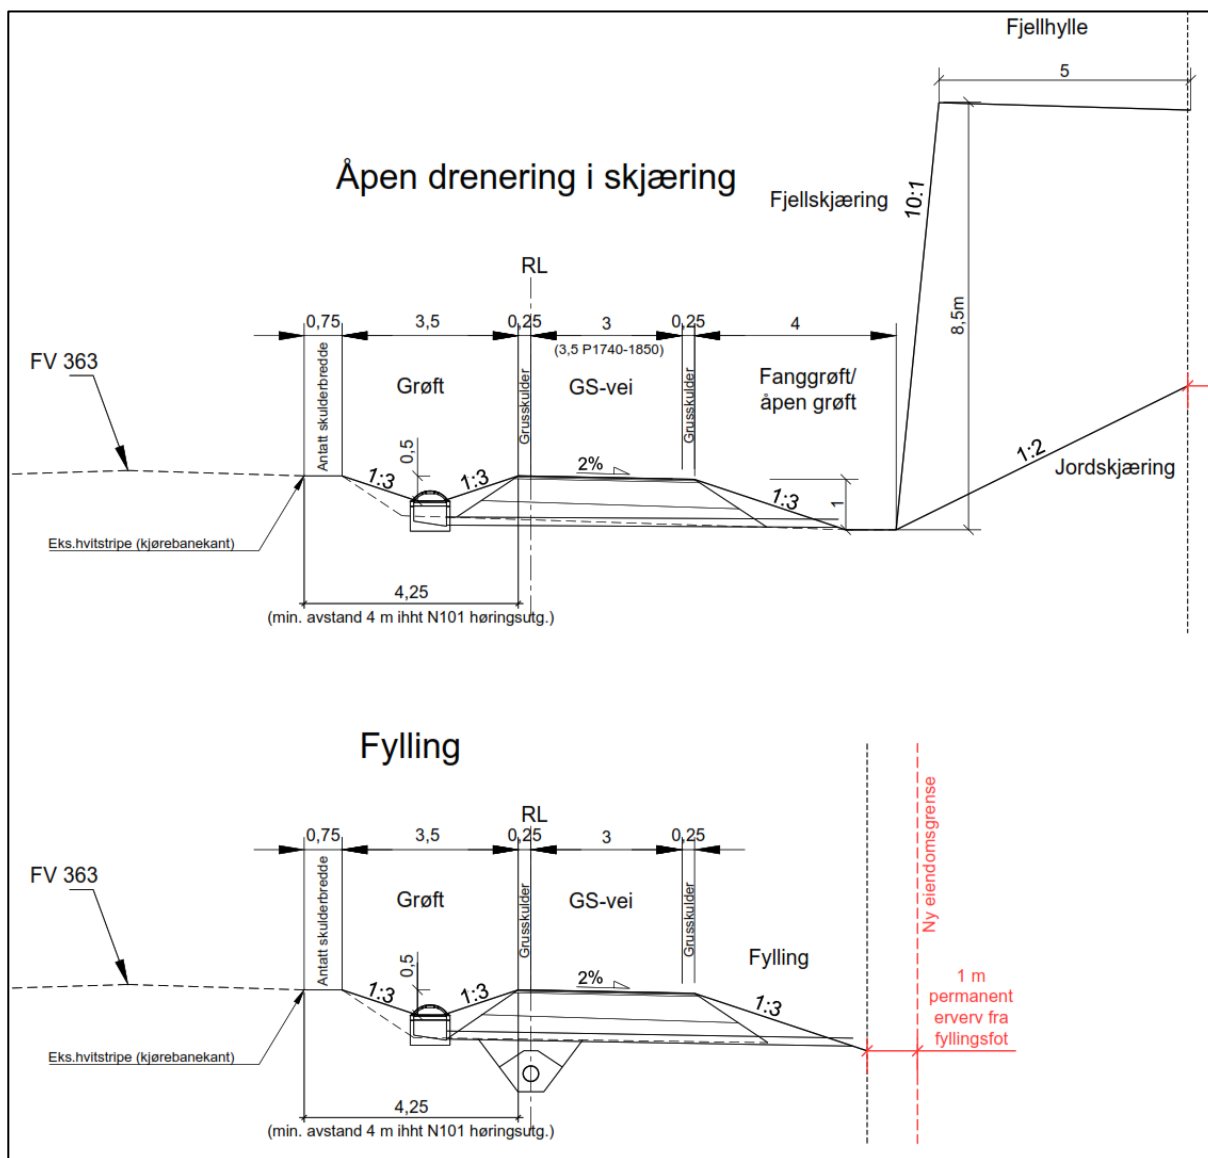 Fjellhylle
5
Åpen drenering i skjæring
Fjellskjæring
10:1
RL
0,75
3,5
0,25
3
0,25
4
8,5m
(3,5 P1740-1850)
FV 363
Antatt skulderbredde
Grøft
Grusskulder
GS-vei
Grusskulder
Fanggrøft/
åpen grøft
0,5
1:3
1:3
2%
1:3
1
1:2
Jordskjæring
Eks.hvitstripe (kjørebanekant)
4,25
(min. avstand 4 m ihht N101 høringsutg.)
Fylling
RL
0,75
3,5
0,25
3
0,25
FV 363
Antatt skulderbredde
Grøft
Grusskulder
GS-vei
Grusskulder
Fylling
Ny eiendomsgrense
0,5
1:3
1:3
2%
1:3
1 m
permanent
erverv fra
fyllingsfot
Eks.hvitstripe (kjørebanekant)
4,25
(min. avstand 4 m ihht N101 høringsutg.)